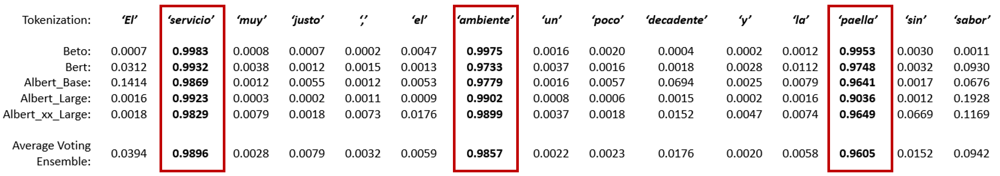 Tokenization: ‘El’ ‘servicio’ ‘muy’ ‘justo’ ‘,’ ‘el’ ‘ambiente’ ‘un’ ‘poco’ ‘decadente’ ‘y’ ‘la’ ‘paella’ ‘sin’ ‘sabor’
Beto: 0.0007 0.9983 0.0008 0.0007 0.0002 0.0047 0.9975 0.0016 0.0020 0.0004 0.0002 0.0012 0.9953 0.0030 0.0011
Bert: 0.0312 0.9932 0.0038 0.0012 0.0015 0.0013 0.9733 0.0037 0.0016 0.0018 0.0028 0.0112 0.9748 0.0032 0.0930
Albert_Base: 0.1414 0.9869 0.0012 0.0055 0.0012 0.0053 0.9779 0.0016 0.0057 0.0694 0.0025 0.0079 0.9641 0.0017 0.0676
Albert_Large: 0.0016 0.9923 0.0003 0.0002 0.0011 0.0009 0.9902 0.0008 0.0006 0.0015 0.0002 0.0016 0.9036 0.0012 0.1928
Albert_xx_Large: 0.0018 0.9829 0.0079 0.0018 0.0073 0.0176 0.9899 0.0037 0.0018 0.0152 0.0047 0.0074 0.9649 0.0669 0.1169
Average Voting
Ensemble: 0.0394 0.9896 0.0028 0.0079 0.0032 0.0059 0.9857 0.0022 0.0023 0.0176 0.0020 0.0058 0.9605 0.0152 0.0942